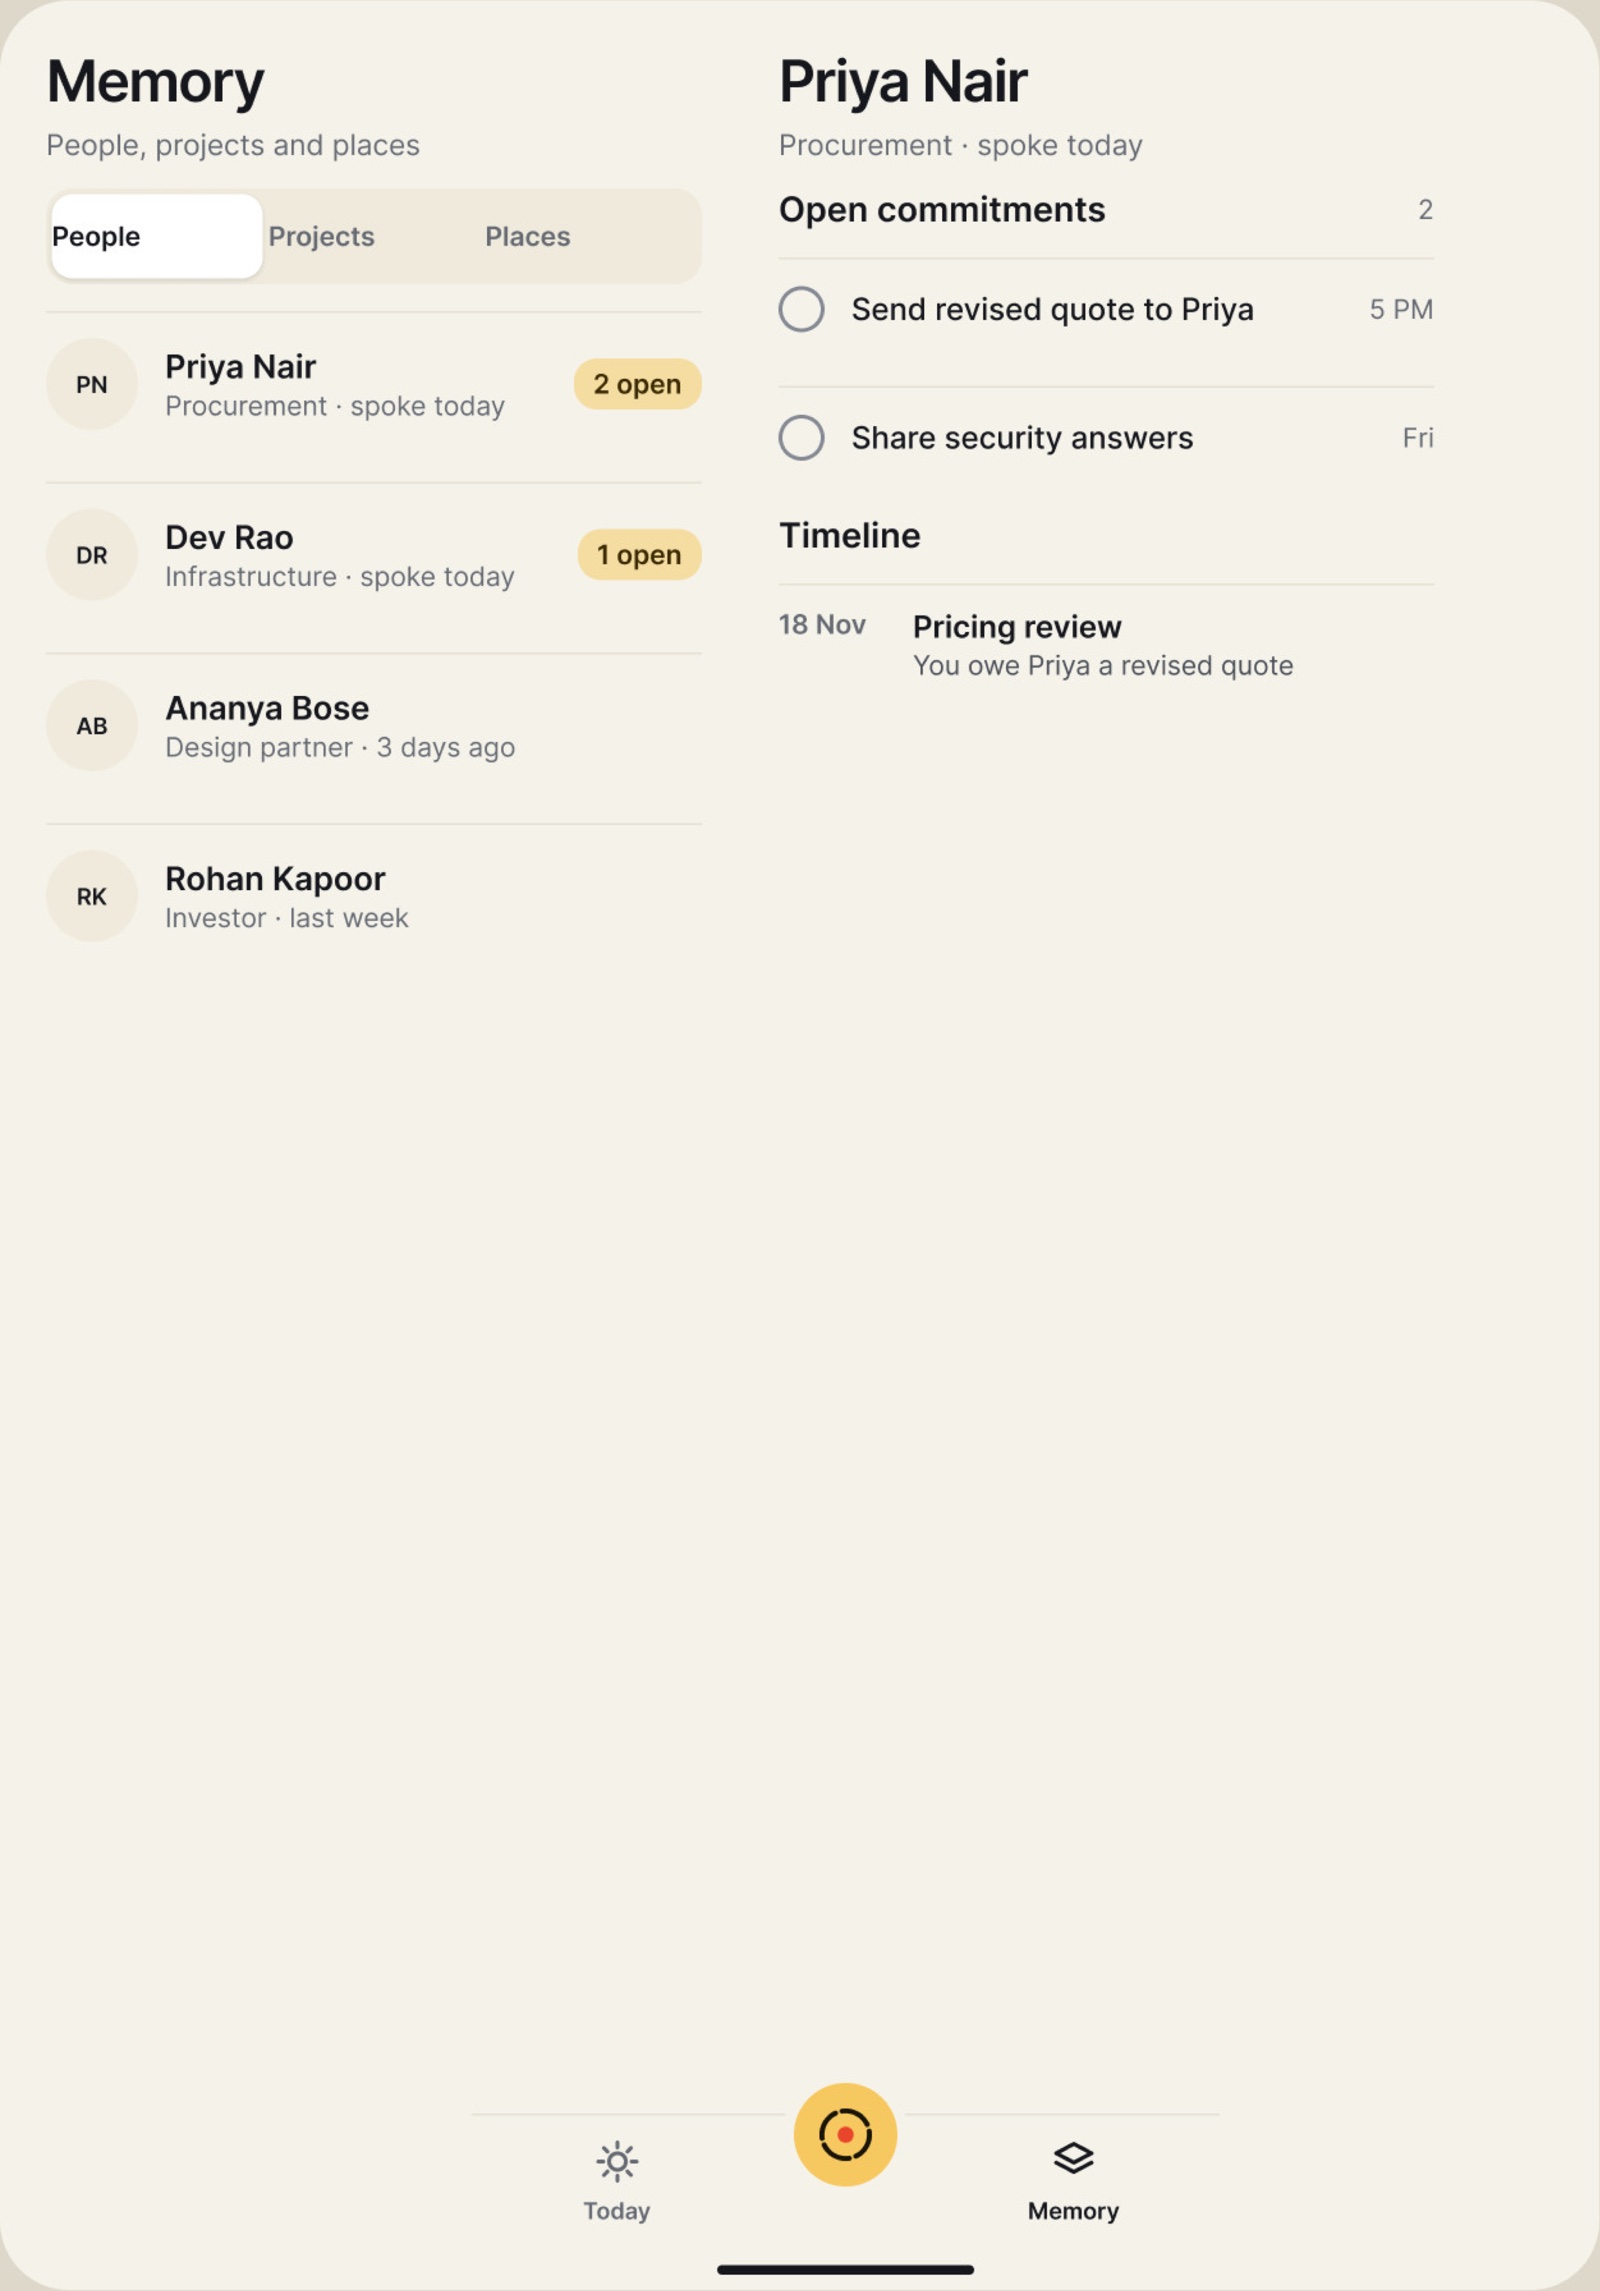 Memory
People, projects and places
People
Projects
Places
PN
Priya Nair
Procurement · spoke today
2 open
DR
Dev Rao
Infrastructure · spoke today
1 open
AB
Ananya Bose
Design partner · 3 days ago
RK
Rohan Kapoor
Investor · last week
Priya Nair
Procurement · spoke today
Open commitments
2
Send revised quote to Priya
5 PM
Share security answers
Fri
Timeline
18 Nov
Pricing review
You owe Priya a revised quote
Today
Memory